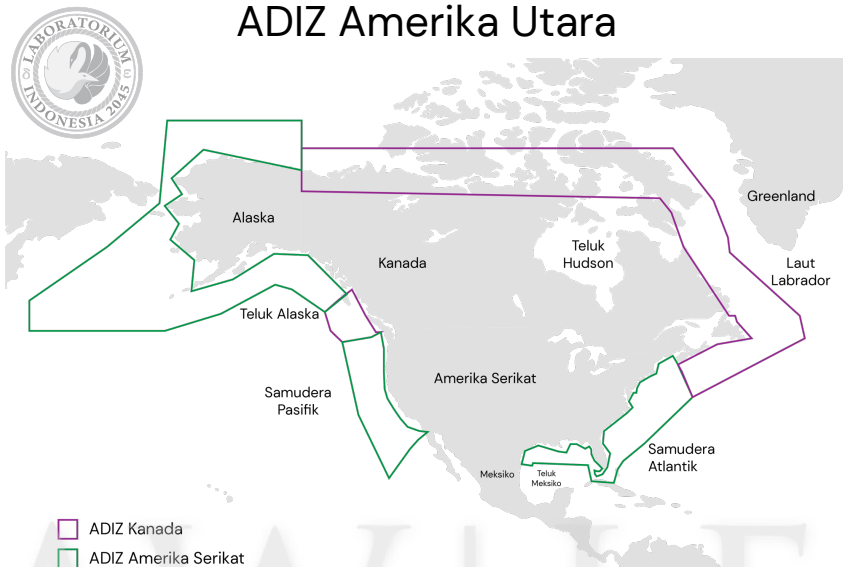 ADIZ Amerika Utara
LABORATORIUM
INDONESIA 2045
Greenland
Alaska
Teluk
Hudson
Kanada
Laut
Labrador
Teluk Alaska
Amerika Serikat
Samudera
Pasifik
Samudera
Atlantik
Meksiko
Teluk
Meksiko
ADIZ Kanada
ADIZ Amerika Serikat